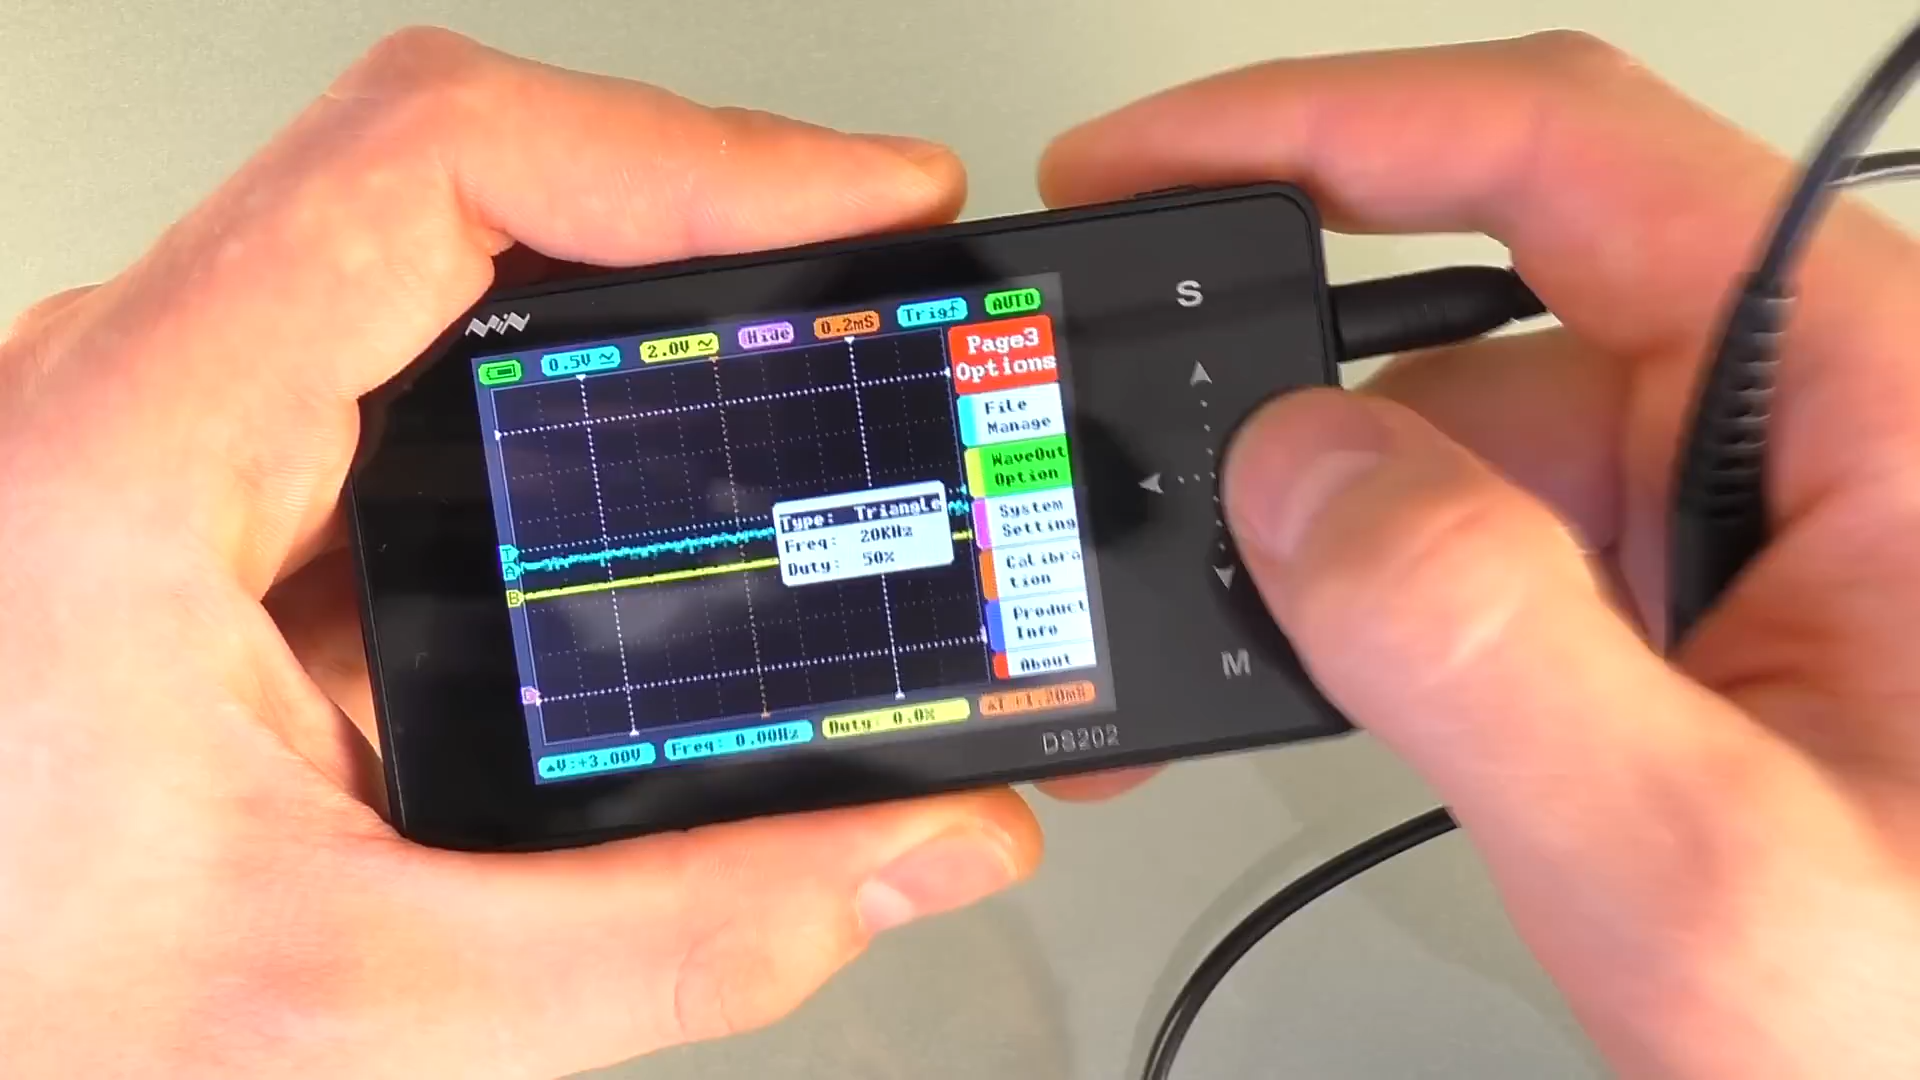 MiN
0.5V
2.0V
Hide
0.2mS
Trig
AUTO
Page3
Options
File
Manage
WaveOut
Option
System
Setting
Calibra
tion
Product
Info
About
Type: Triangle
Freq: 20KHz
Duty: 50%
T
A
B
▲V:+3.00V
Freq: 0.00Hz
Duty: 0.0%
S
M
DS202